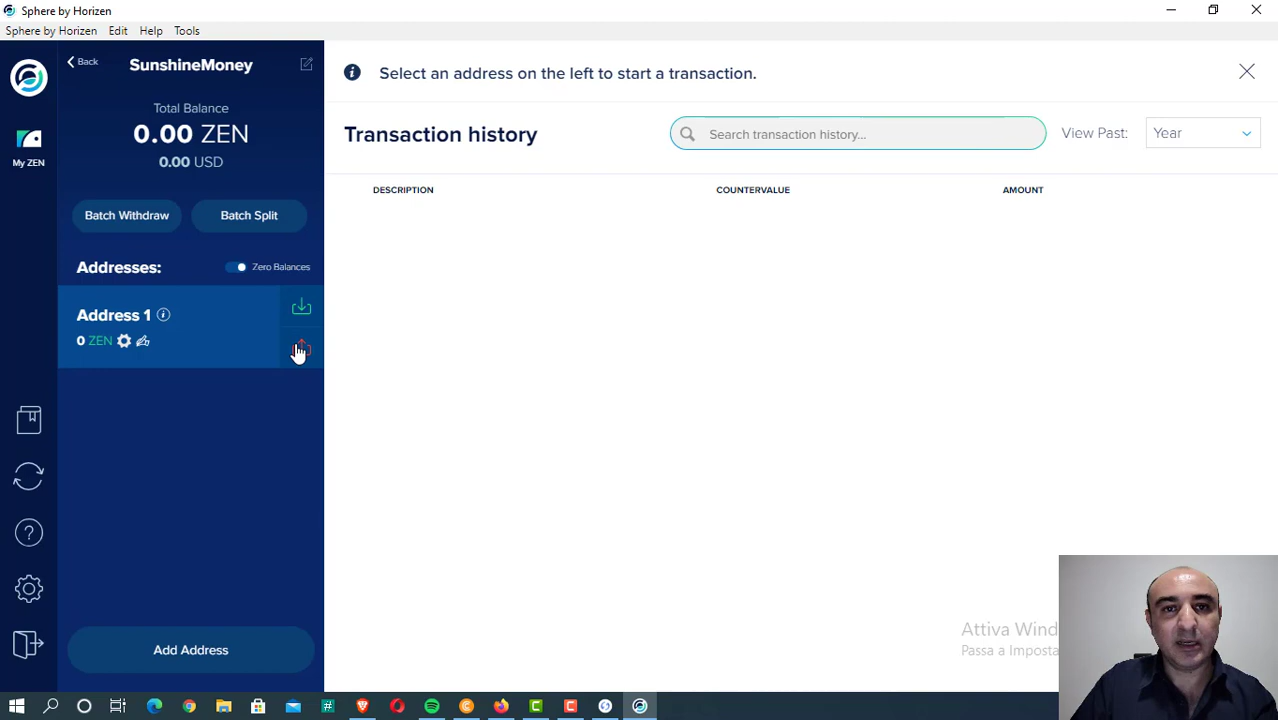 Sphere by Horizen
Sphere by Horizen Edit Help Tools
Back
SunshineMoney
Total Balance
0.00 ZEN
0.00 USD
My ZEN
Batch Withdraw
Batch Split
Addresses:
Zero Balances
Address 1
0 ZEN
Add Address
Select an address on the left to start a transaction.
Transaction history
Search transaction history...
View Past:
Year
DESCRIPTION
COUNTERVALUE
AMOUNT
Attiva Wind
Passa a Imposta